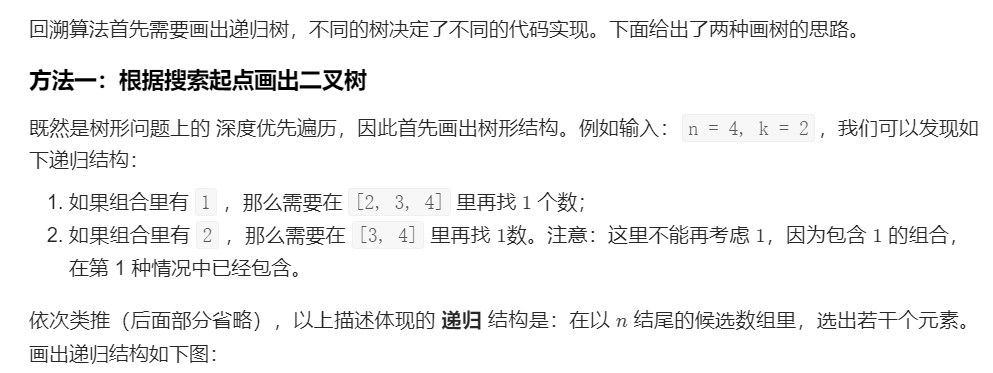 回溯算法首先需要画出递归树，不同的树决定了不同的代码实现。下面给出了两种画树的思路。
方法一：根据搜索起点画出二叉树
既然是树形问题上的 深度优先遍历，因此首先画出树形结构。例如输入： n = 4, k = 2 ，我们可以发现如
下递归结构：
1. 如果组合里有 1 ，那么需要在 [2, 3, 4] 里再找 1 个数；
2. 如果组合里有 2 ，那么需要在 [3, 4] 里再找 1数。注意：这里不能再考虑 1，因为包含 1 的组合，
在第 1 种情况中已经包含。
依次类推（后面部分省略），以上描述体现的 递归 结构是：在以 n 结尾的候选数组里，选出若干个元素。
画出递归结构如下图：